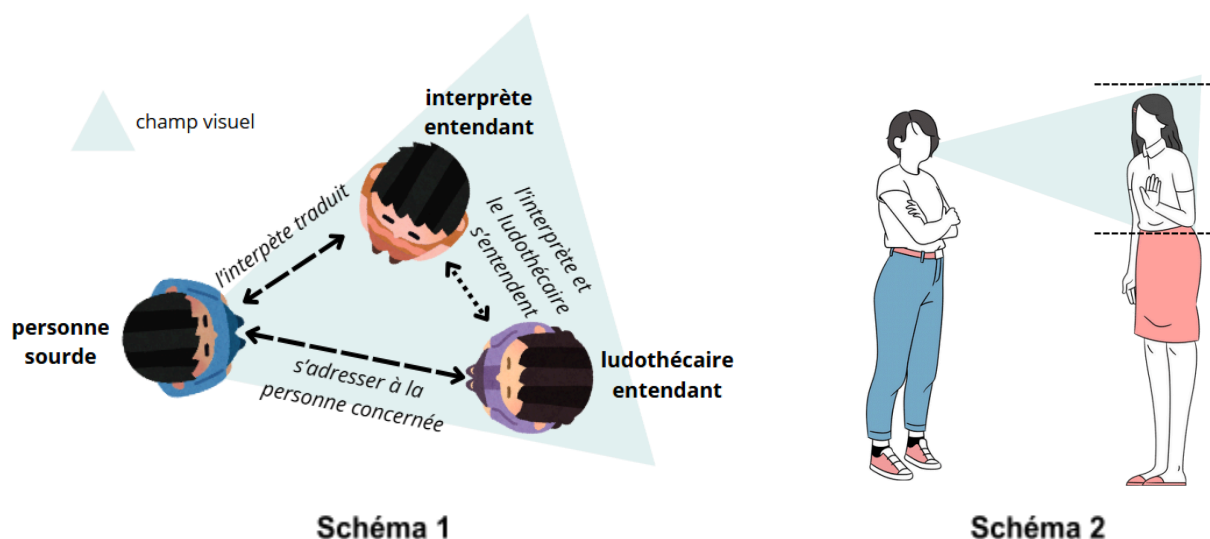 champ visuel
interprète
entendant
l'interpète traduit
l'interprète et
le ludothécaire
s'entendent
personne
sourde
s'adresser à la
personne concernée
ludothécaire
entendant
Schéma 1
Schéma 2